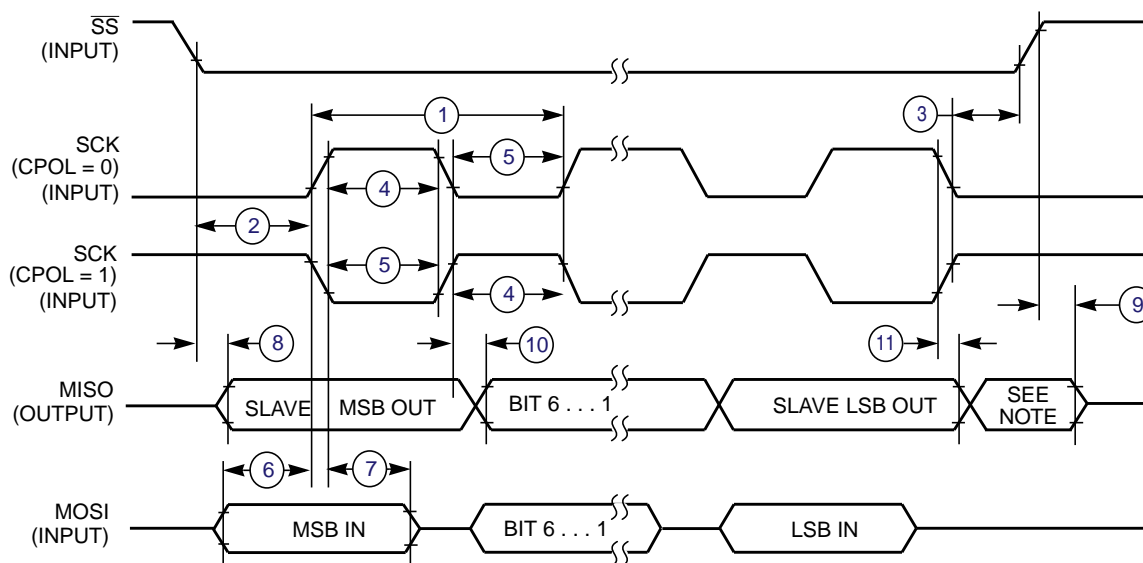 SS
(INPUT)
1
3
SCK
(CPOL = 0)
(INPUT)
5
4
2
SCK
(CPOL = 1)
(INPUT)
5
4
9
8
10
11
MISO
(OUTPUT)
SLAVE
MSB OUT
BIT 6 . . . 1
SLAVE LSB OUT
SEE
NOTE
6
7
MOSI
(INPUT)
MSB IN
BIT 6 . . . 1
LSB IN